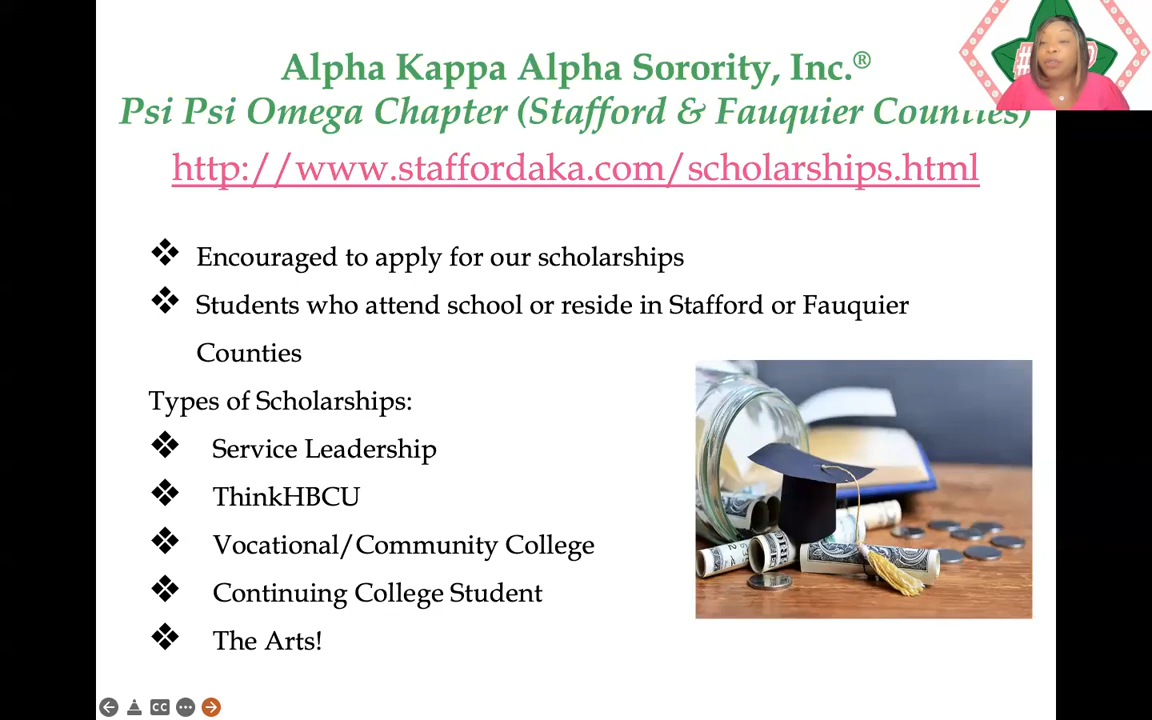 Alpha Kappa Alpha Sorority, Inc.®
Psi Psi Omega Chapter (Stafford & Fauquier Counties)
http://www.staffordaka.com/scholarships.html
❖ Encouraged to apply for our scholarships
❖ Students who attend school or reside in Stafford or Fauquier
Counties
Types of Scholarships:
❖ Service Leadership
❖ ThinkHBCU
❖ Vocational/Community College
❖ Continuing College Student
❖ The Arts!
CC